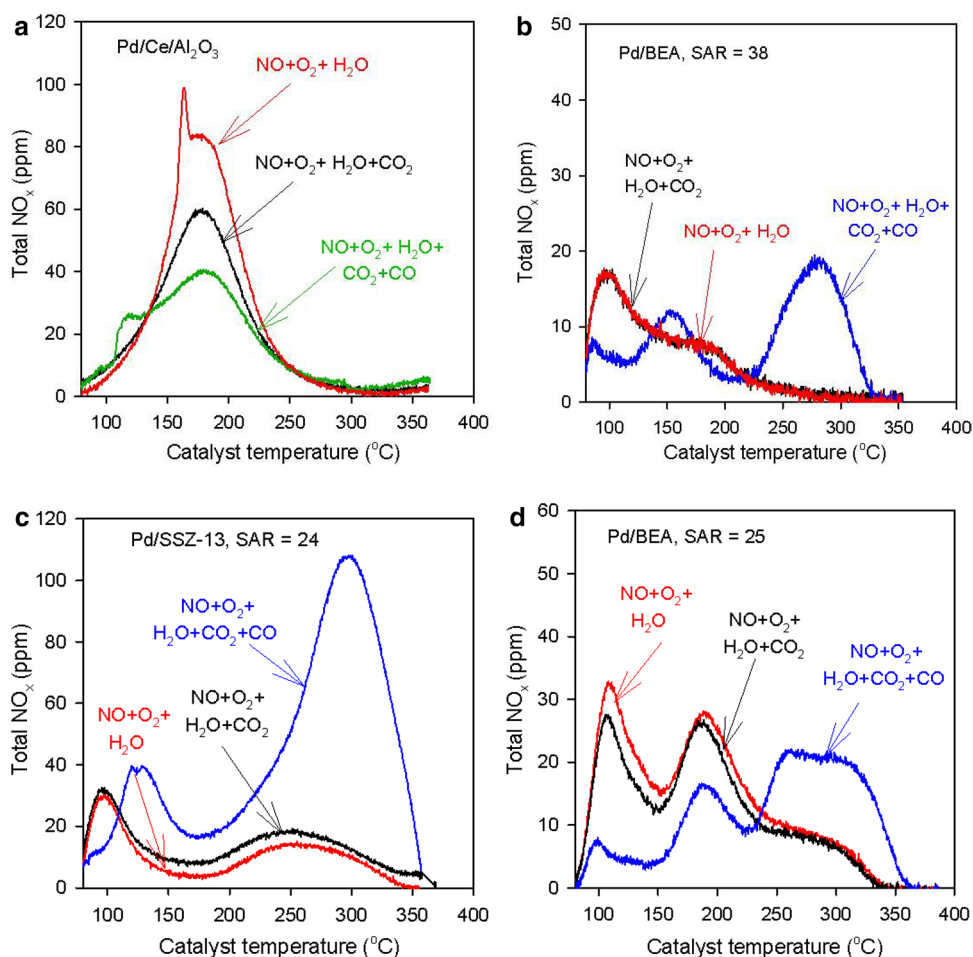 a
Pd/Ce/Al₂O₃
NO+O₂+ H₂O
NO+O₂+ H₂O+CO₂
NO+O₂+ H₂O+
CO₂+CO
Total NOₓ (ppm)
120
100
80
60
40
20
0
100 150 200 250 300 350 400
Catalyst temperature (°C)
b
Pd/BEA, SAR = 38
NO+O₂+
H₂O+CO₂
NO+O₂+ H₂O
NO+O₂+ H₂O+
CO₂+CO
Total NOₓ (ppm)
50
40
30
20
10
0
100 150 200 250 300 350 400
Catalyst temperature (°C)
c
Pd/SSZ-13, SAR = 24
NO+O₂+
H₂O+CO₂+CO
NO+O₂+
H₂O
NO+O₂+
H₂O+CO₂
Total NOₓ (ppm)
120
100
80
60
40
20
0
100 150 200 250 300 350 400
Catalyst temperature (°C)
d
Pd/BEA, SAR = 25
NO+O₂+
H₂O
NO+O₂+
H₂O+CO₂
NO+O₂+
H₂O+CO₂+CO
Total NOₓ (ppm)
60
50
40
30
20
10
0
100 150 200 250 300 350 400
Catalyst temperature (°C)